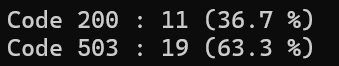 Code 200 : 11 (36.7 %)
Code 503 : 19 (63.3 %)